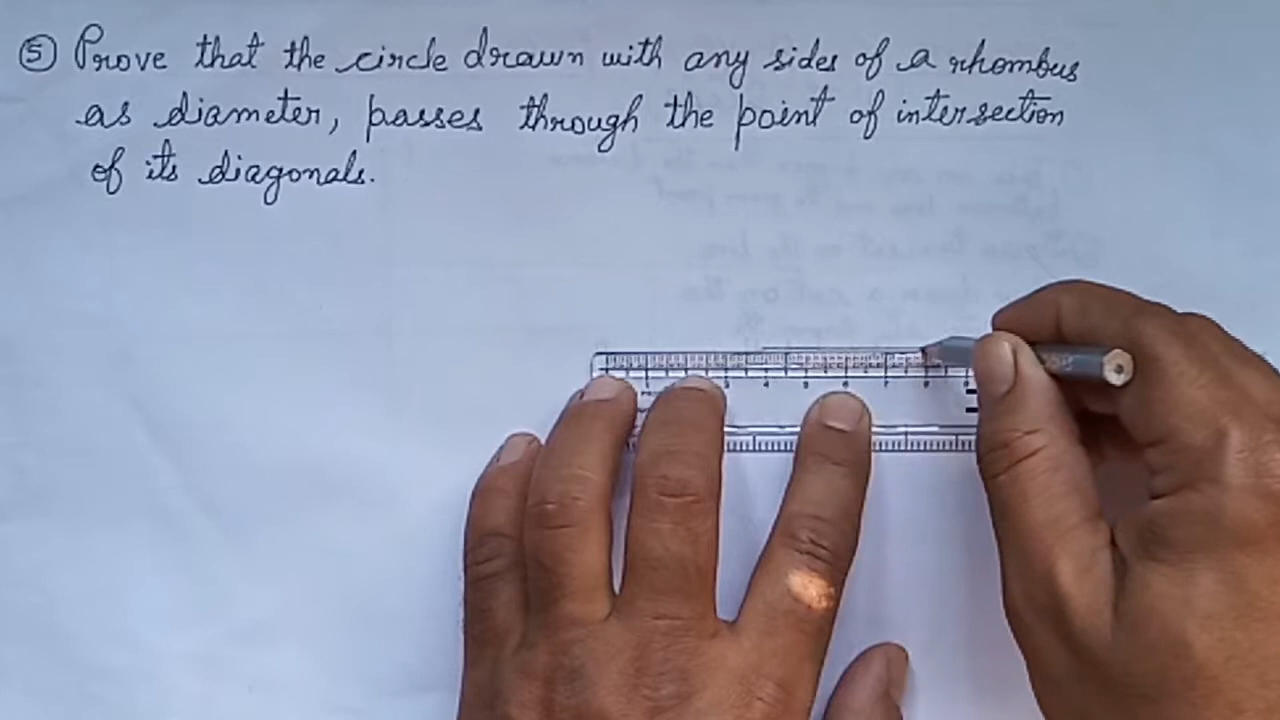 ⑤ Prove that the circle drawn with any sides of a rhombus
as diameter, passes through the point of intersection
of its diagonals.